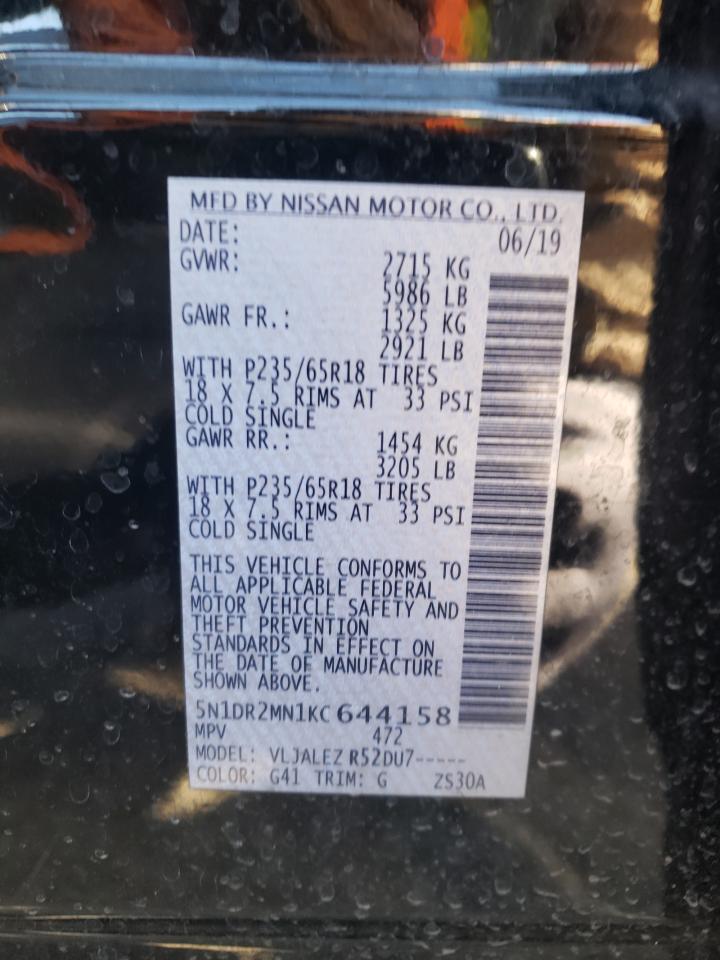 MFD BY NISSAN MOTOR CO., LTD.
DATE: 06/19
GVWR: 2715 KG
5986 LB
GAWR FR.: 1325 KG
2921 LB
WITH P235/65R18 TIRES
18 X 7.5 RIMS AT 33 PSI
COLD SINGLE
GAWR RR.: 1454 KG
3205 LB
WITH P235/65R18 TIRES
18 X 7.5 RIMS AT 33 PSI
COLD SINGLE
THIS VEHICLE CONFORMS TO
ALL APPLICABLE FEDERAL
MOTOR VEHICLE SAFETY AND
THEFT PREVENTION
STANDARDS IN EFFECT ON
THE DATE OF MANUFACTURE
SHOWN ABOVE.
5N1DR2MN1KC644158
MPV 472
MODEL: VLJALEZ R52DU7-----
COLOR: G41 TRIM: G ZS30A